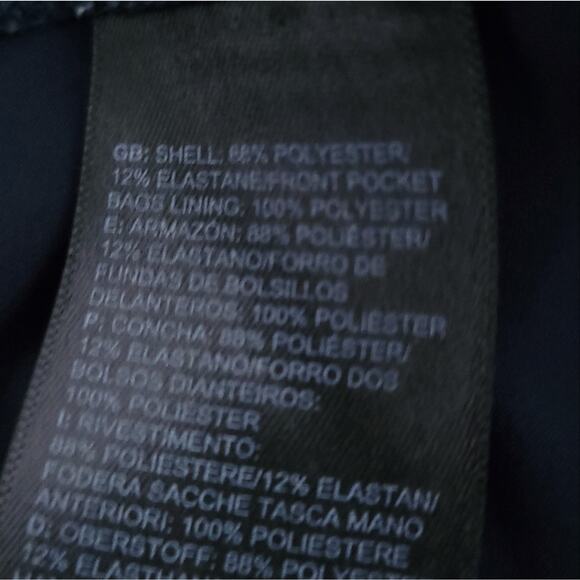 GB: SHELL: 88% POLYESTER/
12% ELASTANE/FRONT POCKET
BAGS LINING: 100% POLYESTER
E: ARMAZÓN: 88% POLIÉSTER/
12% ELASTANO/FORRO DE
FUNDAS DE BOLSILLOS
DELANTEROS: 100% POLIÉSTER
P: CONCHA: 88% POLIÉSTER/
12% ELASTANO/FORRO DOS
BOLSOS DIANTEIROS:
100% POLIÉSTER
I: RIVESTIMENTO:
88% POLIESTERE/12% ELASTAN/
FODERA SACCHE TASCA MANO
ANTERIORI: 100% POLIESTERE
D: OBERSTOFF: 88% POLYESTER/
12% ELASTHAN/